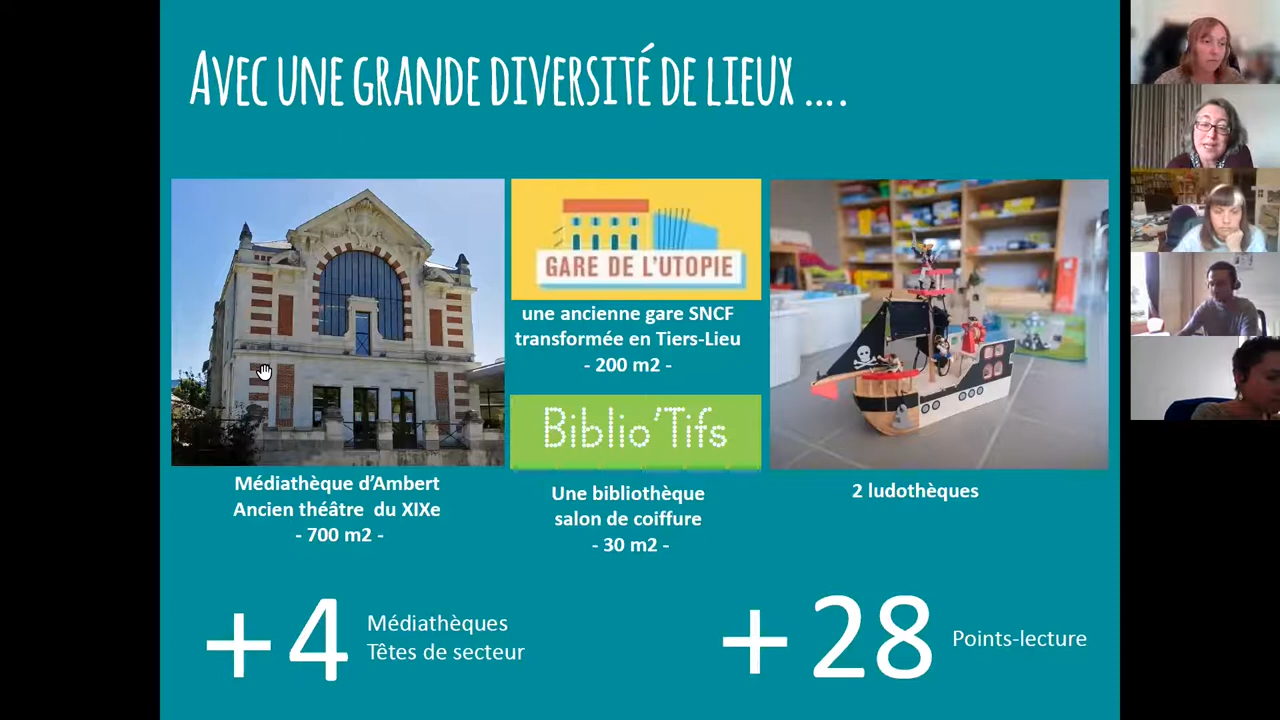 Avec une grande diversité de lieux ....
GARE DE L'UTOPIE
une ancienne gare SNCF
transformée en Tiers-Lieu
- 200 m2 -
Biblio'Tifs
Médiathèque d'Ambert
Ancien théâtre du XIXe
- 700 m2 -
Une bibliothèque
salon de coiffure
- 30 m2 -
2 ludothèques
+4
Médiathèques
Têtes de secteur
+28
Points-lecture